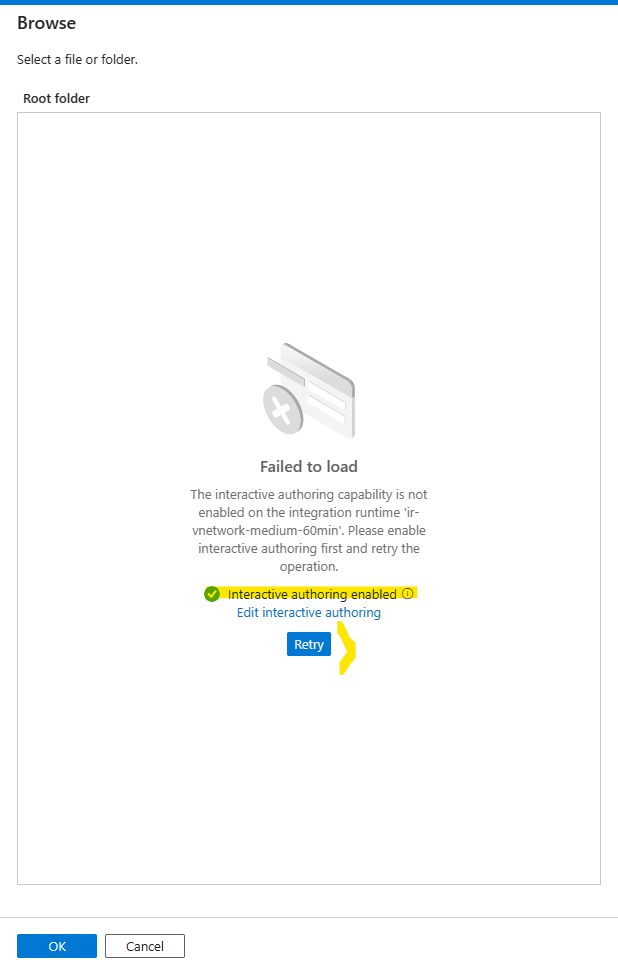 Browse
Select a file or folder.
Root folder
Failed to load
The interactive authoring capability is not
enabled on the integration runtime 'ir-
vnetwork-medium-60min'. Please enable
interactive authoring first and retry the
operation.
Interactive authoring enabled
Edit interactive authoring
Retry
OK
Cancel